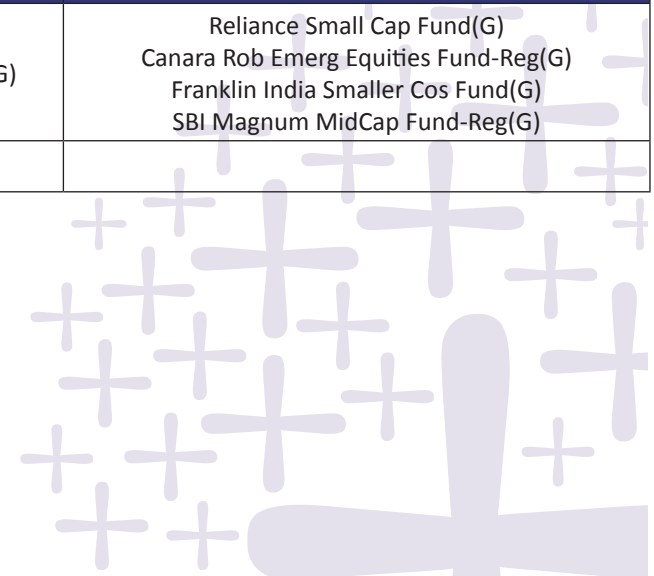 Reliance Small Cap Fund(G)
Canara Rob Emerg Equities Fund-Reg(G)
Franklin India Smaller Cos Fund(G)
SBI Magnum MidCap Fund-Reg(G)
G)